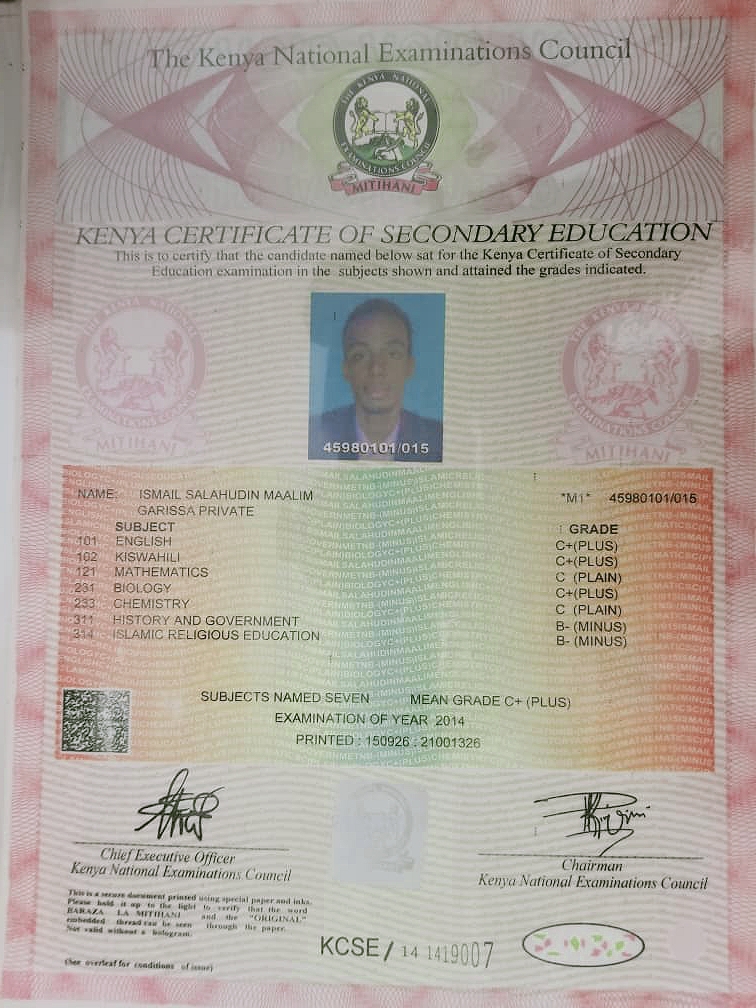 The Kenya National Examinations Council
THE KENYA NATIONAL
EXAMINATIONS COUNCIL
MITIHANI
KENYA CERTIFICATE OF SECONDARY EDUCATION
This is to certify that the candidate named below sat for the Kenya Certificate of Secondary
Education examination in the subjects shown and attained the grades indicated.
MITIHANI
MITIHANI
45980101/015
NAME: ISMAIL SALAHUDIN MAALIM *M1* 45980101/015
GARISSA PRIVATE
SUBJECT GRADE
101 ENGLISH C+(PLUS)
102 KISWAHILI C+(PLUS)
121 MATHEMATICS C (PLAIN)
231 BIOLOGY C+(PLUS)
233 CHEMISTRY C (PLAIN)
311 HISTORY AND GOVERNMENT B- (MINUS)
314 ISLAMIC RELIGIOUS EDUCATION B- (MINUS)
SUBJECTS NAMED SEVEN MEAN GRADE C+ (PLUS)
EXAMINATION OF YEAR 2014
PRINTED : 150926 : 21001326
Chief Executive Officer
Kenya National Examinations Council
Chairman
Kenya National Examinations Council
This is a secure document printed using special paper and inks.
Please hold it up to the light to verify that the word
BARAZA LA MITIHANI and the "ORIGINAL"
embedded thread can be seen through the paper.
Not valid without a hologram.
(See overleaf for conditions of issue)
KCSE / 14 1419007